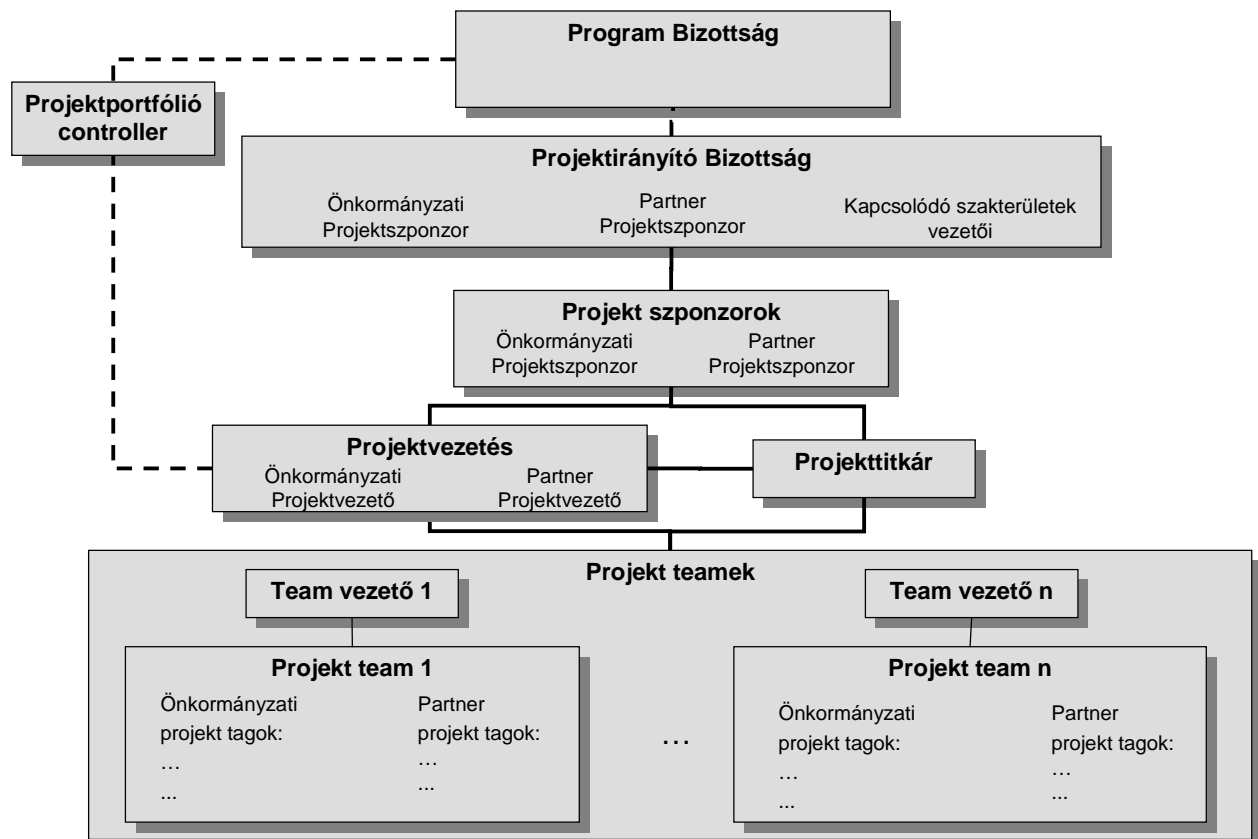 Program Bizottság
Projektportfólió
controller
Projektirányító Bizottság
Önkormányzati
Projektszponzor
Partner
Projektszponzor
Kapcsolódó szakterületek
vezetői
Projekt szponzorok
Önkormányzati
Projektszponzor
Partner
Projektszponzor
Projektvezetés
Önkormányzati
Projektvezető
Partner
Projektvezető
Projekttitkár
Projekt teamek
Team vezető 1
Team vezető n
Projekt team 1
Önkormányzati
projekt tagok:
…
...
Partner
projekt tagok:
…
...
…
Projekt team n
Önkormányzati
projekt tagok:
…
...
Partner
projekt tagok:
…
...